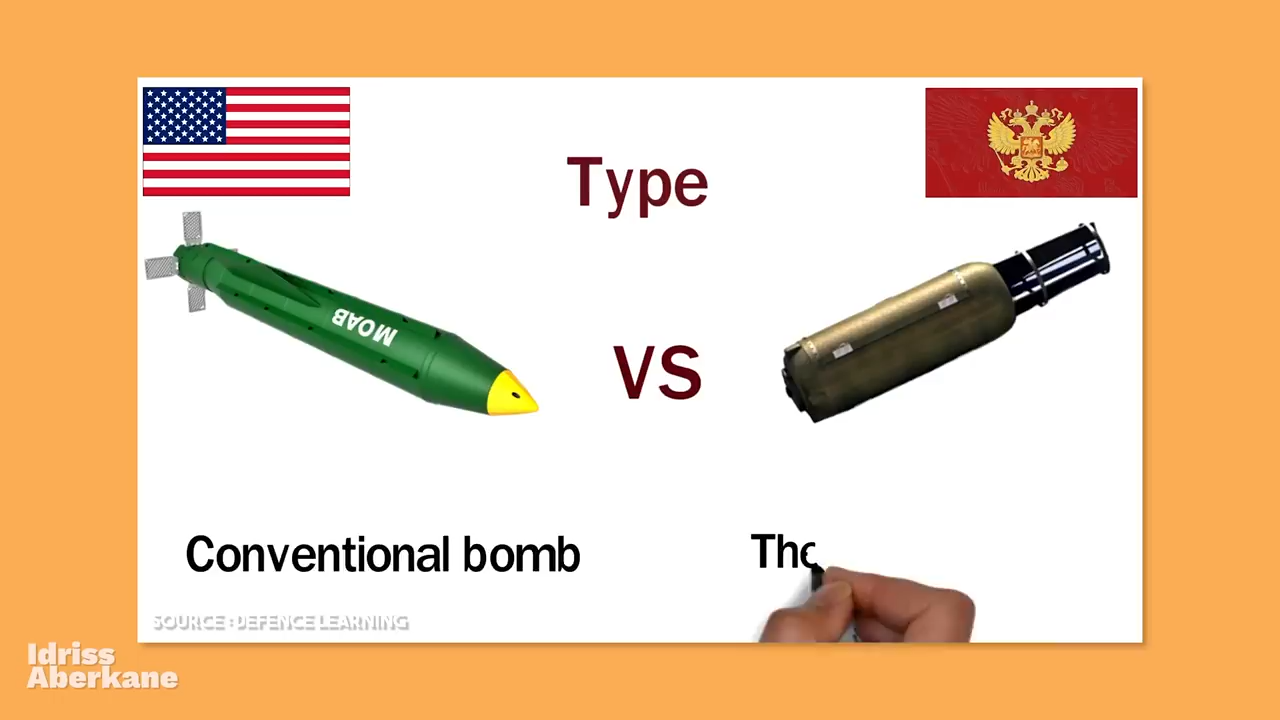 Type
MOAB
VS
Conventional bomb
SOURCE : DEFENCE LEARNING
Idriss
Aberkane